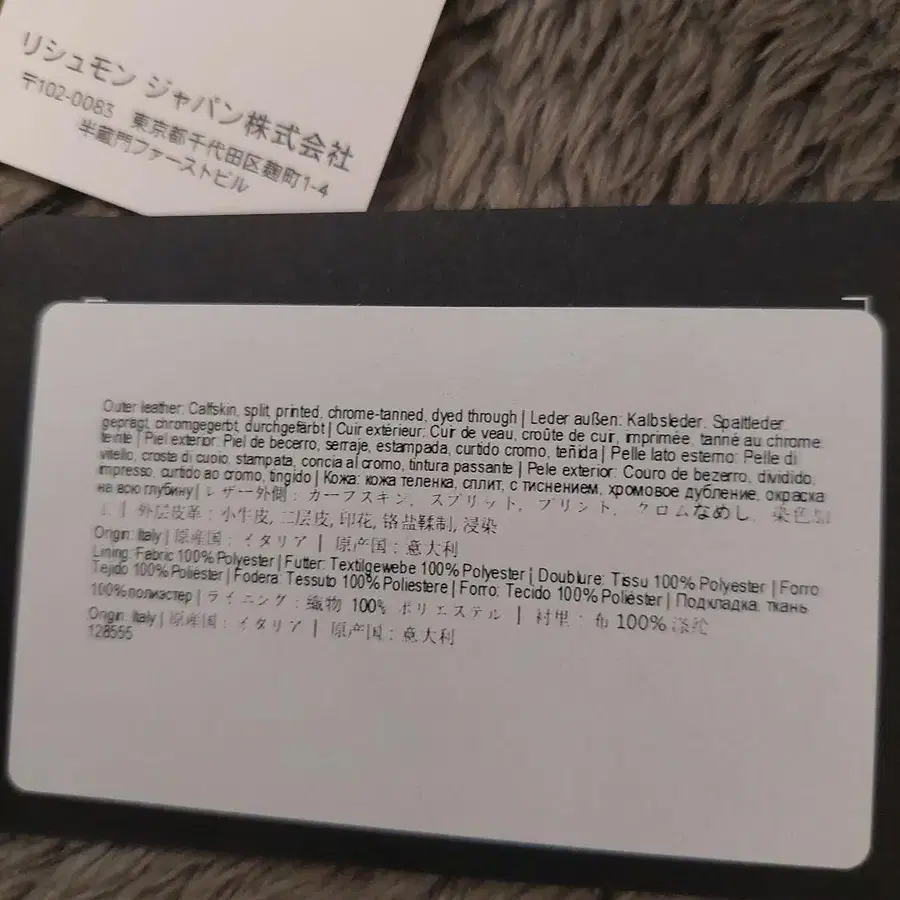 リシュモン ジャパン株式会社
〒102-0083 東京都千代田区麹町1-4
半蔵門ファーストビル
Outer leather: Calfskin, split, printed, chrome-tanned, dyed through | Leder außen: Kalbsleder, Spaltleder,
geprägt, chromgegerbt, durchgefärbt | Cuir extérieur: Cuir de veau, croûte de cuir, imprimée, tanné au chrome,
teinté | Piel exterior: Piel de becerro, serraje, estampada, curtido cromo, teñida | Pelle lato esterno: Pelle di
vitello, croste di cuoio, stampata, concia al cromo, tintura passante | Pele exterior: Couro de bezerro, dividido,
impresso, curtido ao cromo, tingido | Кожа: кожа теленка, сплит, с тиснением, хромовое дубление, окраска
на всю глубину | レザー外側 : カーフスキン, スプリット, プリント, クロムなめし, 染色加
工 | 外层皮革 : 小牛皮, 二层皮, 印花, 铬盐鞣制, 浸染
Origin: Italy | 原産国 : イタリア | 原产国 : 意大利
Lining: Fabric 100% Polyester | Futter: Textilgewebe 100% Polyester | Doublure: Tissu 100% Polyester | Forro:
Tejido 100% Poliéster | Fodera: Tessuto 100% Poliestere | Forro: Tecido 100% Poliéster | Подкладка: ткань
100% полиэстер | ライニング : 織物 100% ポリエステル | 衬里 : 布 100% 涤纶
Origin: Italy | 原産国 : イタリア | 原产国 : 意大利
128555